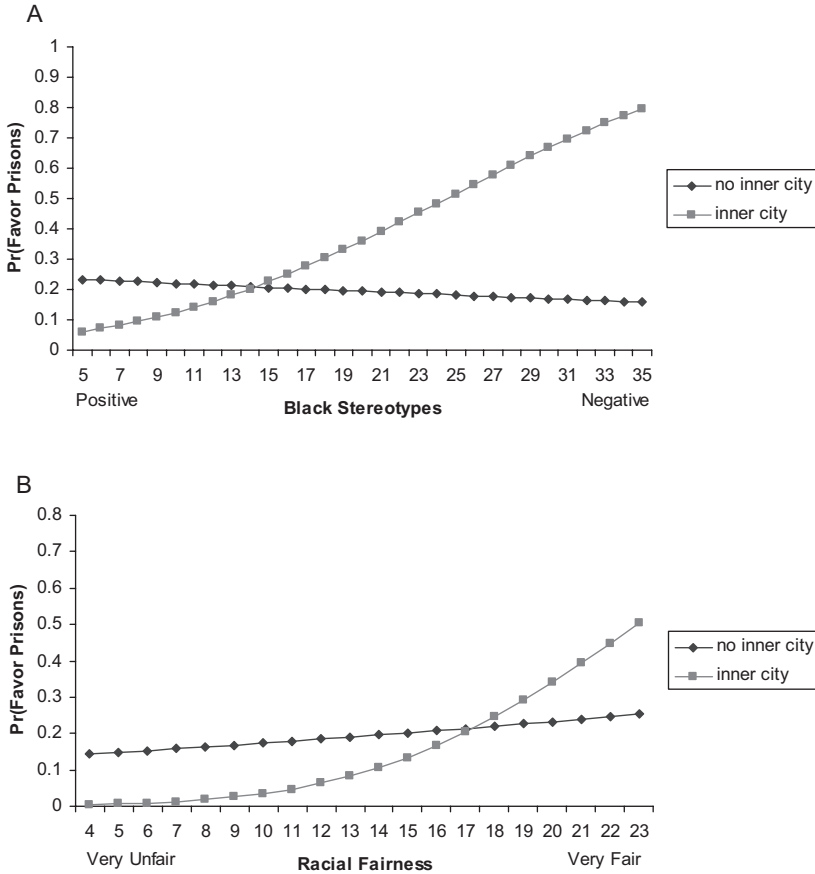 A
Pr(Favor Prisons)
1
0.9
0.8
0.7
0.6
0.5
0.4
0.3
0.2
0.1
0
5 7 9 11 13 15 17 19 21 23 25 27 29 31 33 35
Positive Black Stereotypes Negative
no inner city
inner city
B
Pr(Favor Prisons)
0.8
0.7
0.6
0.5
0.4
0.3
0.2
0.1
0
4 5 6 7 8 9 10 11 12 13 14 15 16 17 18 19 20 21 22 23
Very Unfair Racial Fairness Very Fair
no inner city
inner city